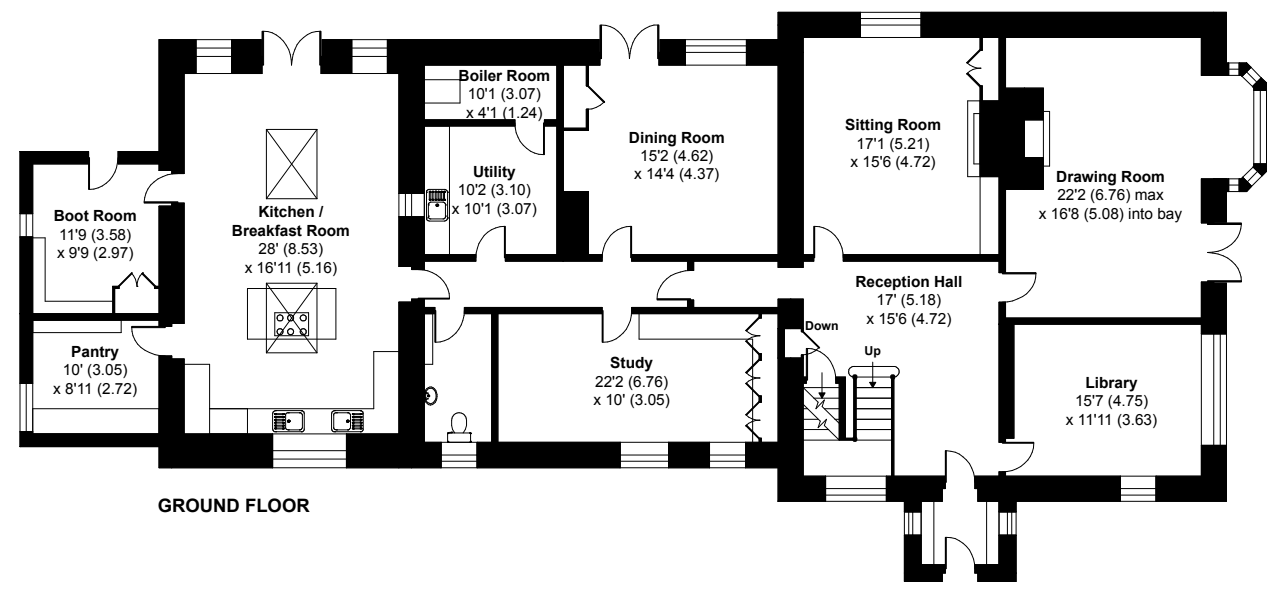 Boiler Room
10'1 (3.07)
x 4'1 (1.24)
Dining Room
15'2 (4.62)
x 14'4 (4.37)
Sitting Room
17'1 (5.21)
x 15'6 (4.72)
Drawing Room
22'2 (6.76) max
x 16'8 (5.08) into bay
Utility
10'2 (3.10)
x 10'1 (3.07)
Kitchen /
Breakfast Room
28' (8.53)
x 16'11 (5.16)
Boot Room
11'9 (3.58)
x 9'9 (2.97)
Reception Hall
17' (5.18)
x 15'6 (4.72)
Down
Up
Pantry
10' (3.05)
x 8'11 (2.72)
Study
22'2 (6.76)
x 10' (3.05)
Library
15'7 (4.75)
x 11'11 (3.63)
GROUND FLOOR